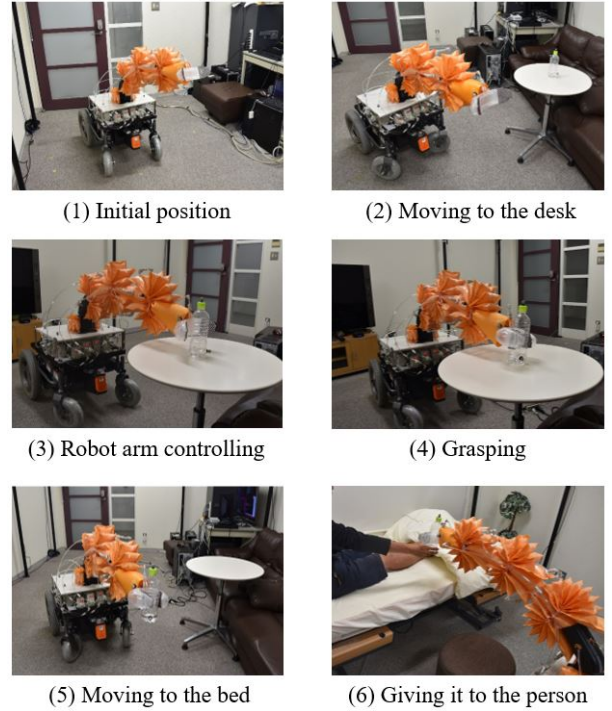 (1) Initial position
(2) Moving to the desk
(3) Robot arm controlling
(4) Grasping
(5) Moving to the bed
(6) Giving it to the person